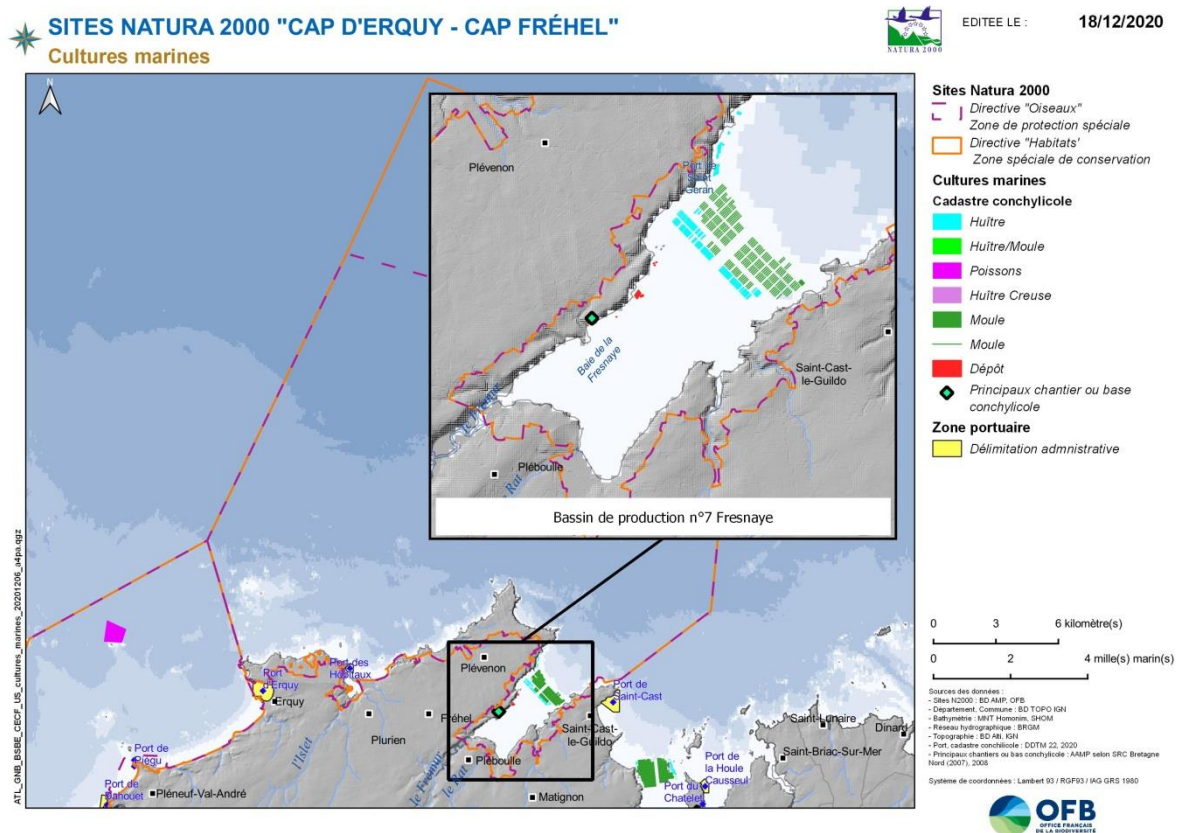 SITES NATURA 2000 "CAP D'ERQUY - CAP FRÉHEL"
Cultures marines
NATURA 2000
EDITEE LE :
18/12/2020
N
Plévenon
Port de
Saint
Géran
Baie de la
Fresnaye
Saint-Cast-
le-Guildo
le Frémur
Pléboulle
le Rat
Bassin de production n°7 Fresnaye
Port
d'Erquy
Erquy
Port des
Hôpitaux
Plévenon
Fréhel
Plurien
l'Islet
le Frémur
le Rat
Pléboulle
Saint-Cast-
le-Guildo
Port de
Saint-Cast
Matignon
Port de
Piégu
Port de
Dahouet
Pléneuf-Val-André
Port de
la Houle
Causseul
Port du
Chatelet
Saint-Lunaire
Dinard
Saint-Briac-Sur-Mer
ATL_GNB_BSBE_CECF_US_cultures_marines_20201206_a4pa.qgz
Sites Natura 2000
Directive "Oiseaux"
Zone de protection spéciale
Directive "Habitats'
Zone spéciale de conservation
Cultures marines
Cadastre conchylicole
Huître
Huître/Moule
Poissons
Huître Creuse
Moule
Moule
Dépôt
Principaux chantier ou base
conchylicole
Zone portuaire
Délimitation admnistrative
0 3 6 kilomètre(s)
0 2 4 mille(s) marin(s)
Sources des données :
- Sites N2000 : BD AMP, OFB
- Département, Commune : BD TOPO IGN
- Bathymétrie : MNT Homonim, SHOM
- Réseau hydrographique : BRGM
- Topographie : BD Alti, IGN
- Port, cadastre conchilicole : DDTM 22, 2020
- Principaux chantiers ou bas conchylicole : AAMP selon SRC Bretagne
Nord (2007), 2008
Système de coordonnées : Lambert 93 / RGF93 / IAG GRS 1980
OFB
OFFICE FRANÇAIS
DE LA BIODIVERSITÉ